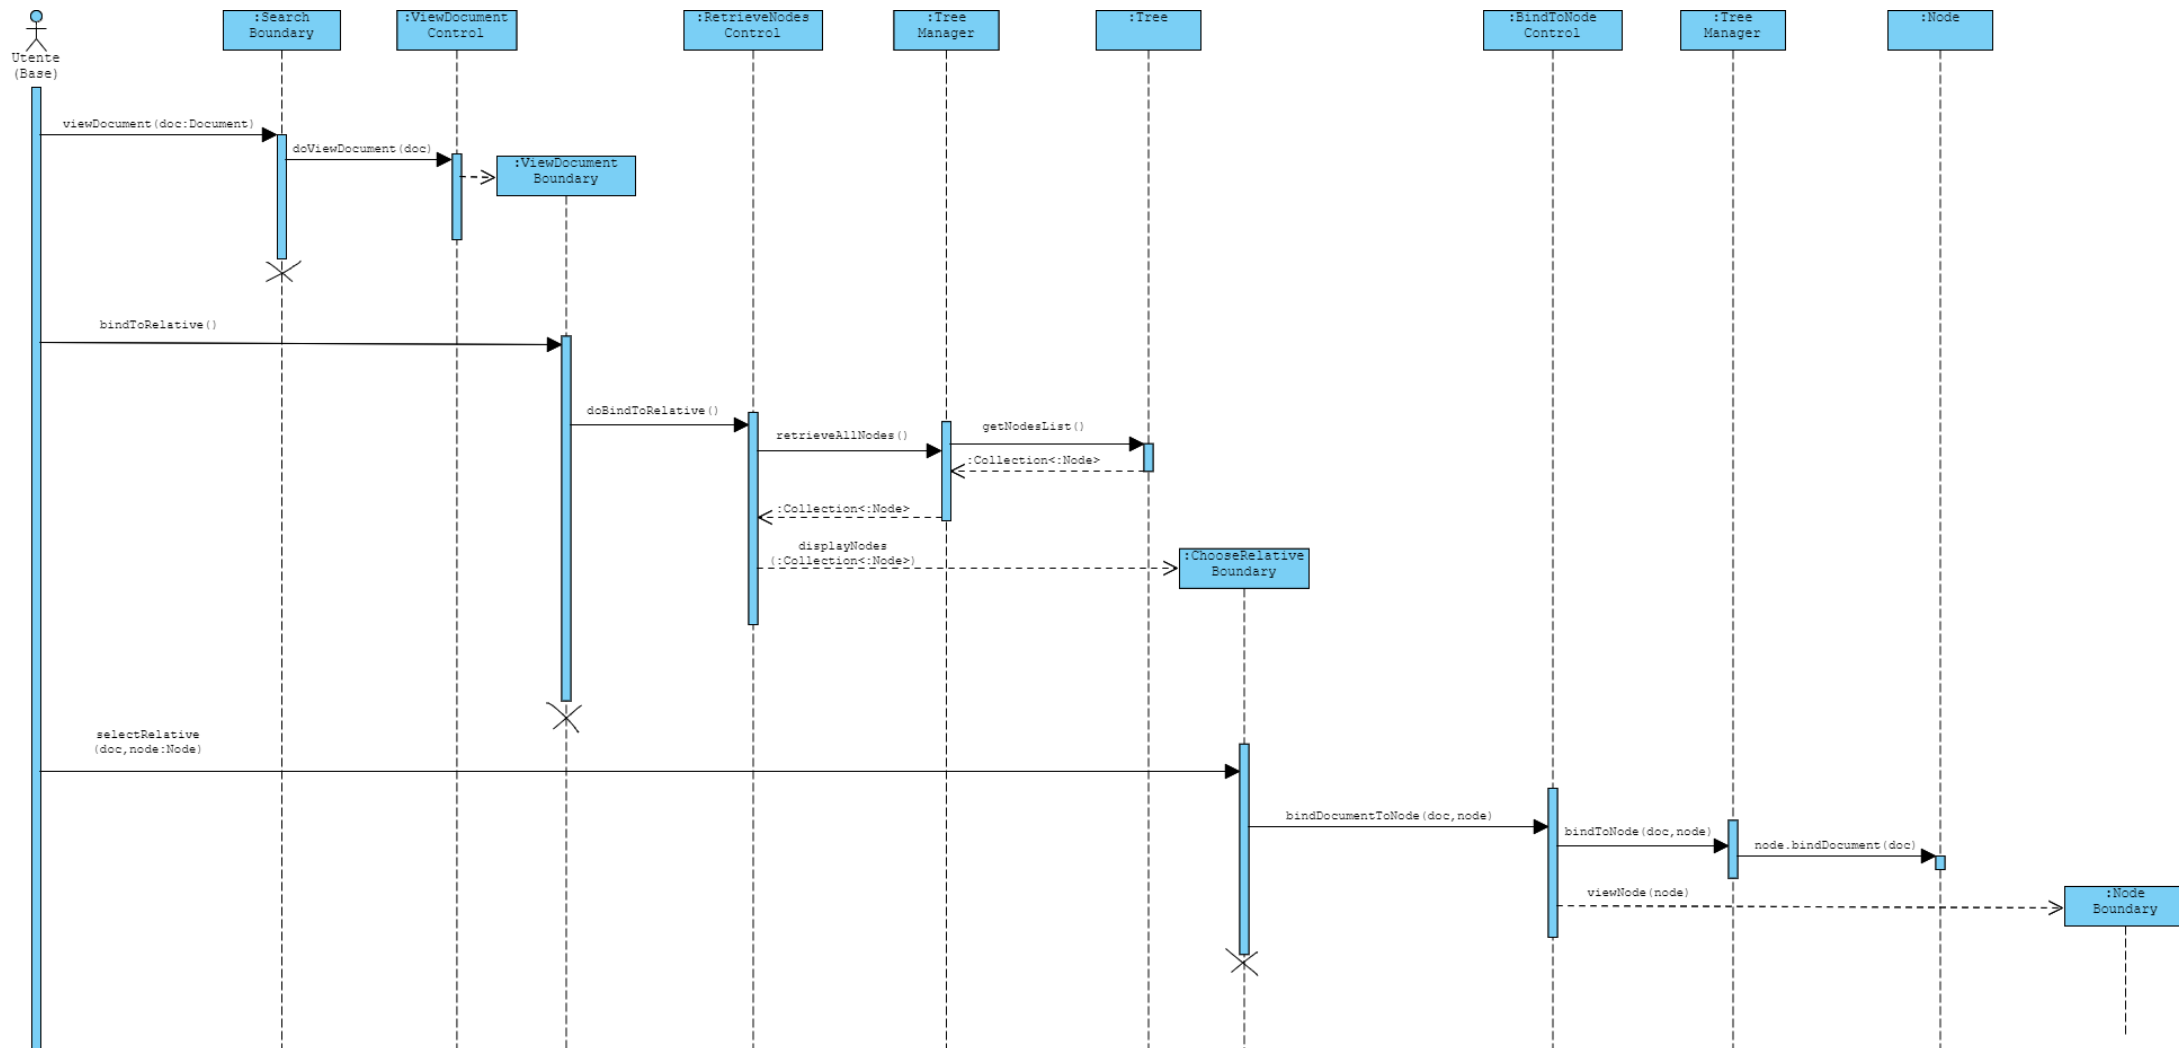 :Search
Boundary
:ViewDocument
Control
:RetrieveNodes
Control
:Tree
Manager
:Tree
:BindToNode
Control
:Tree
Manager
:Node
Utente
(Base)
viewDocument(doc:Document)
doViewDocument(doc)
:ViewDocument
Boundary
bindToRelative()
doBindToRelative()
retrieveAllNodes()
getNodesList()
:Collection<:Node>
:Collection<:Node>
displayNodes
(:Collection<:Node>)
:ChooseRelative
Boundary
selectRelative
(doc,node:Node)
bindDocumentToNode(doc,node)
bindToNode(doc,node)
node.bindDocument(doc)
viewNode(node)
:Node
Boundary